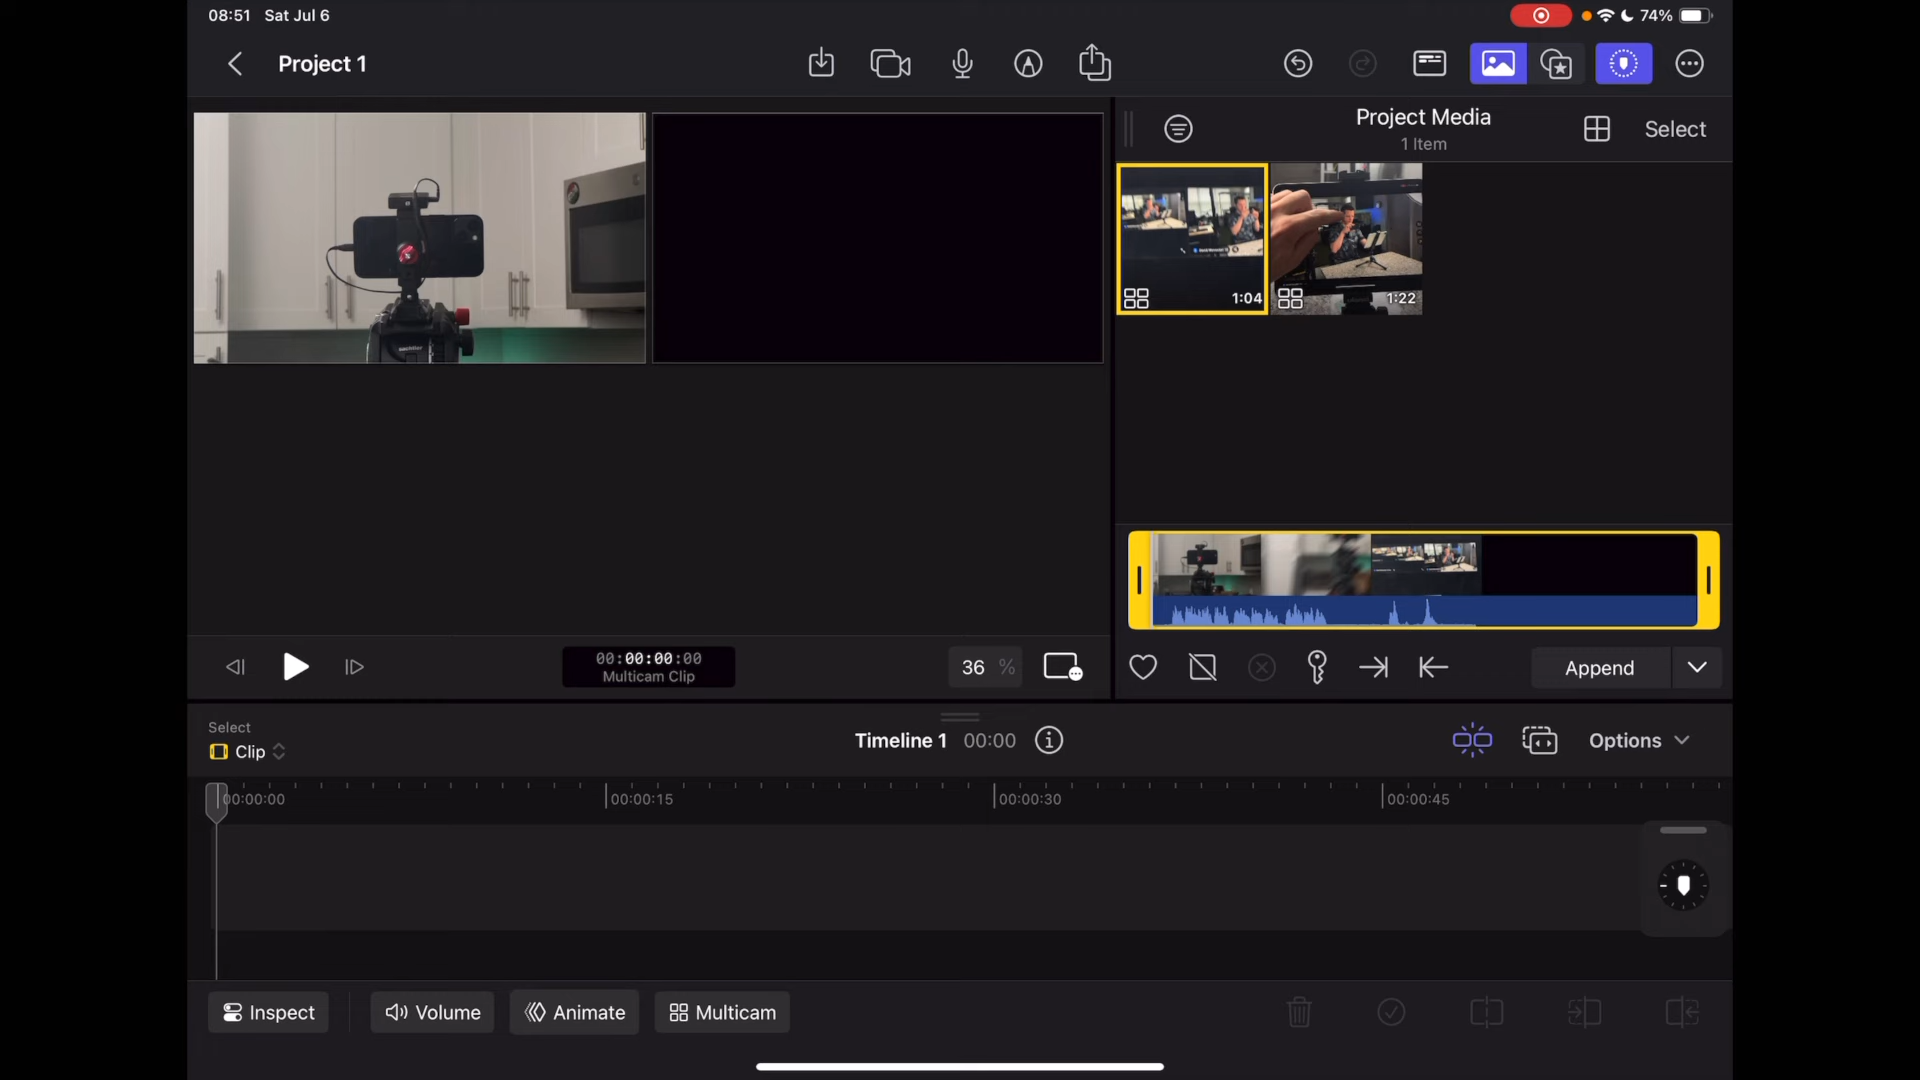 08:51 Sat Jul 6
74%
Project 1
Project Media
1 Item
Select
1:04
1:22
00:00:00:00
Multicam Clip
36 %
Append
Select
Clip
Timeline 1 00:00
Options
00:00:00
00:00:15
00:00:30
00:00:45
Inspect
Volume
Animate
Multicam